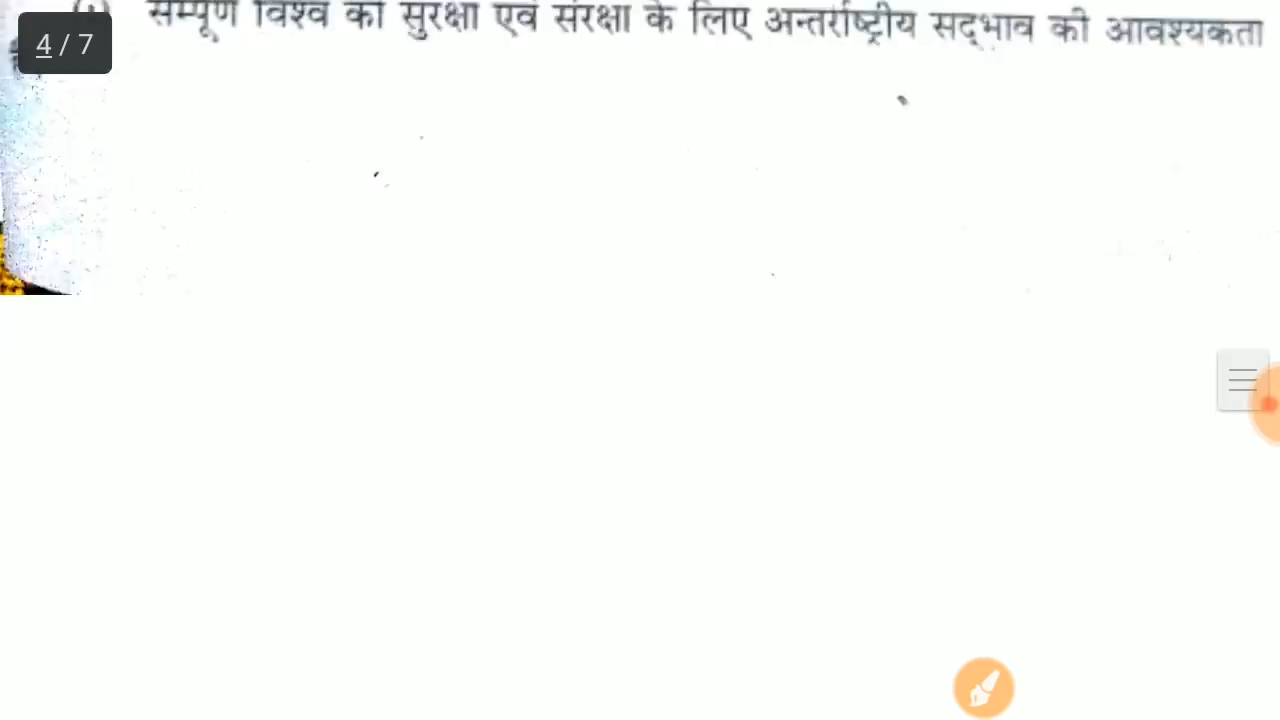 सम्पूर्ण विश्व की सुरक्षा एवं संरक्षा के लिए अन्तर्राष्ट्रीय सद्भाव की आवश्यकता
4 / 7